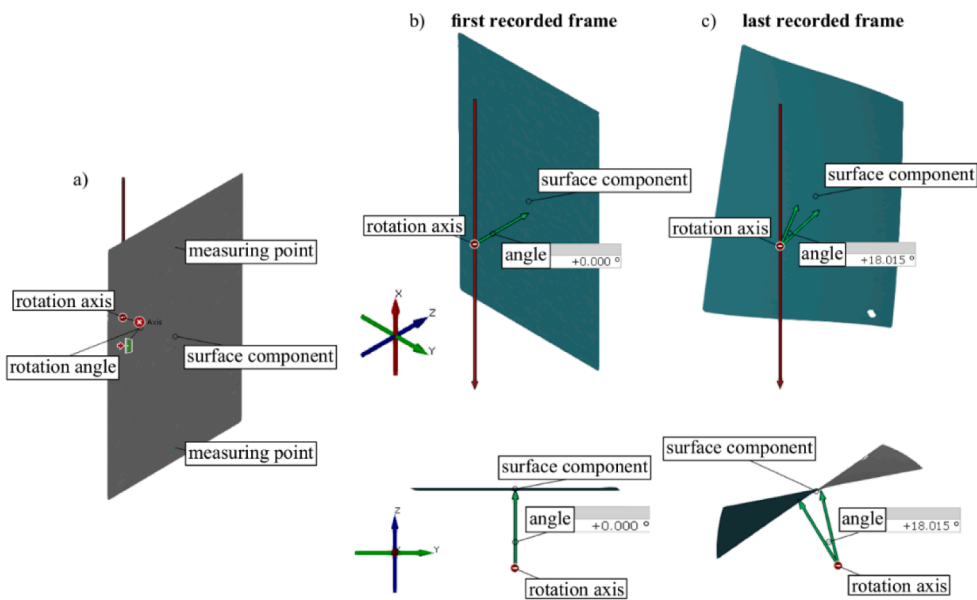 a)
measuring point
rotation axis
Axis
rotation angle
surface component
measuring point
b) first recorded frame
surface component
rotation axis
angle
+0.000 °
X
Z
Y
surface component
angle
+0.000 °
rotation axis
Z
Y
c) last recorded frame
surface component
rotation axis
angle
+18.015 °
surface component
angle
+18.015 °
rotation axis